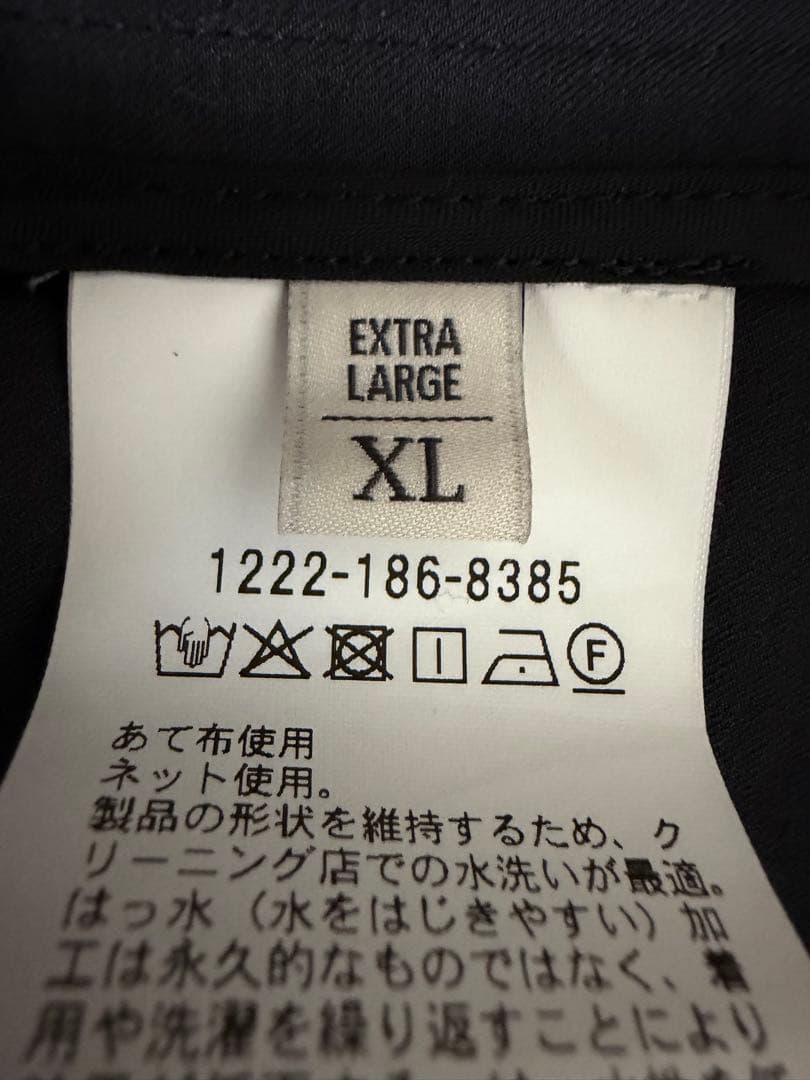 EXTRA
LARGE
XL
1222-186-8385
F
あて布使用
ネット使用。
製品の形状を維持するため、ク
リーニング店での水洗いが最適。
はっ水（水をはじきやすい）加
工は永久的なものではなく、着
用や洗濯を繰り返すことにより